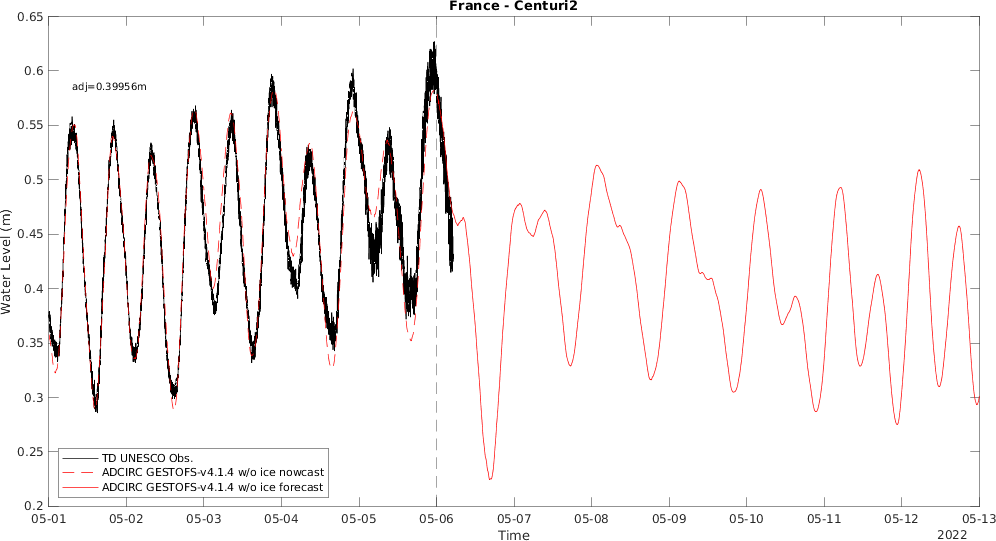 France - Centuri2
0.65
0.6
0.55
0.5
0.45
0.4
0.35
0.3
0.25
0.2
Water Level (m)
adj=0.39956m
TD UNESCO Obs.
ADCIRC GESTOFS-v4.1.4 w/o ice nowcast
ADCIRC GESTOFS-v4.1.4 w/o ice forecast
05-01 05-02 05-03 05-04 05-05 05-06 05-07 05-08 05-09 05-10 05-11 05-12 05-13
Time
2022